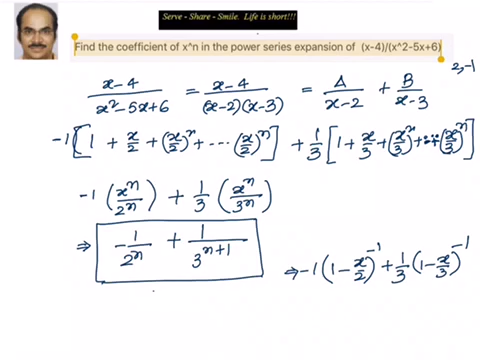 Serve - Share - Smile. Life is short!!!
Find the coefficient of x^n in the power series expansion of (x-4)/(x^2-5x+6)
2,-1
(x-4)/(x²-5x+6) = (x-4)/((x-2)(x-3)) = A/(x-2) + B/(x-3)
-1[1 + x/2 + (x/2)^n + ---- (x/2)^n] + 1/3[1 + x/3 + (x/3)^n + ... + (x/3)^n]
-1(x^n/2^n) + 1/3(x^n/3^n)
⇒ -1/2^n + 1/3^(n+1)
⇒ -1(1-x/2)^-1 + 1/3(1-x/3)^-1